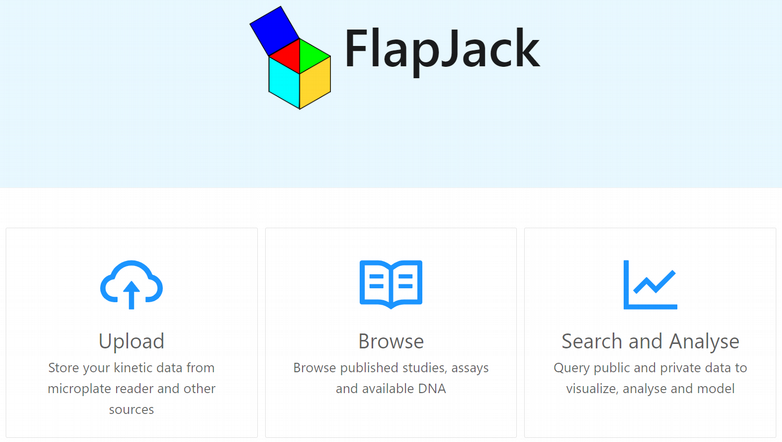 FlapJack
Upload
Store your kinetic data from
microplate reader and other
sources
Browse
Browse published studies, assays
and available DNA
Search and Analyse
Query public and private data to
visualize, analyse and model